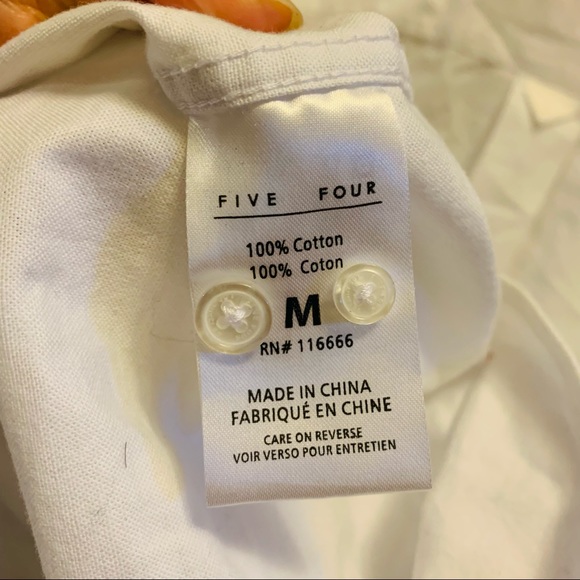 FIVE FOUR
100% Cotton
100% Coton
M
RN# 116666
MADE IN CHINA
FABRIQUÉ EN CHINE
CARE ON REVERSE
VOIR VERSO POUR ENTRETIEN